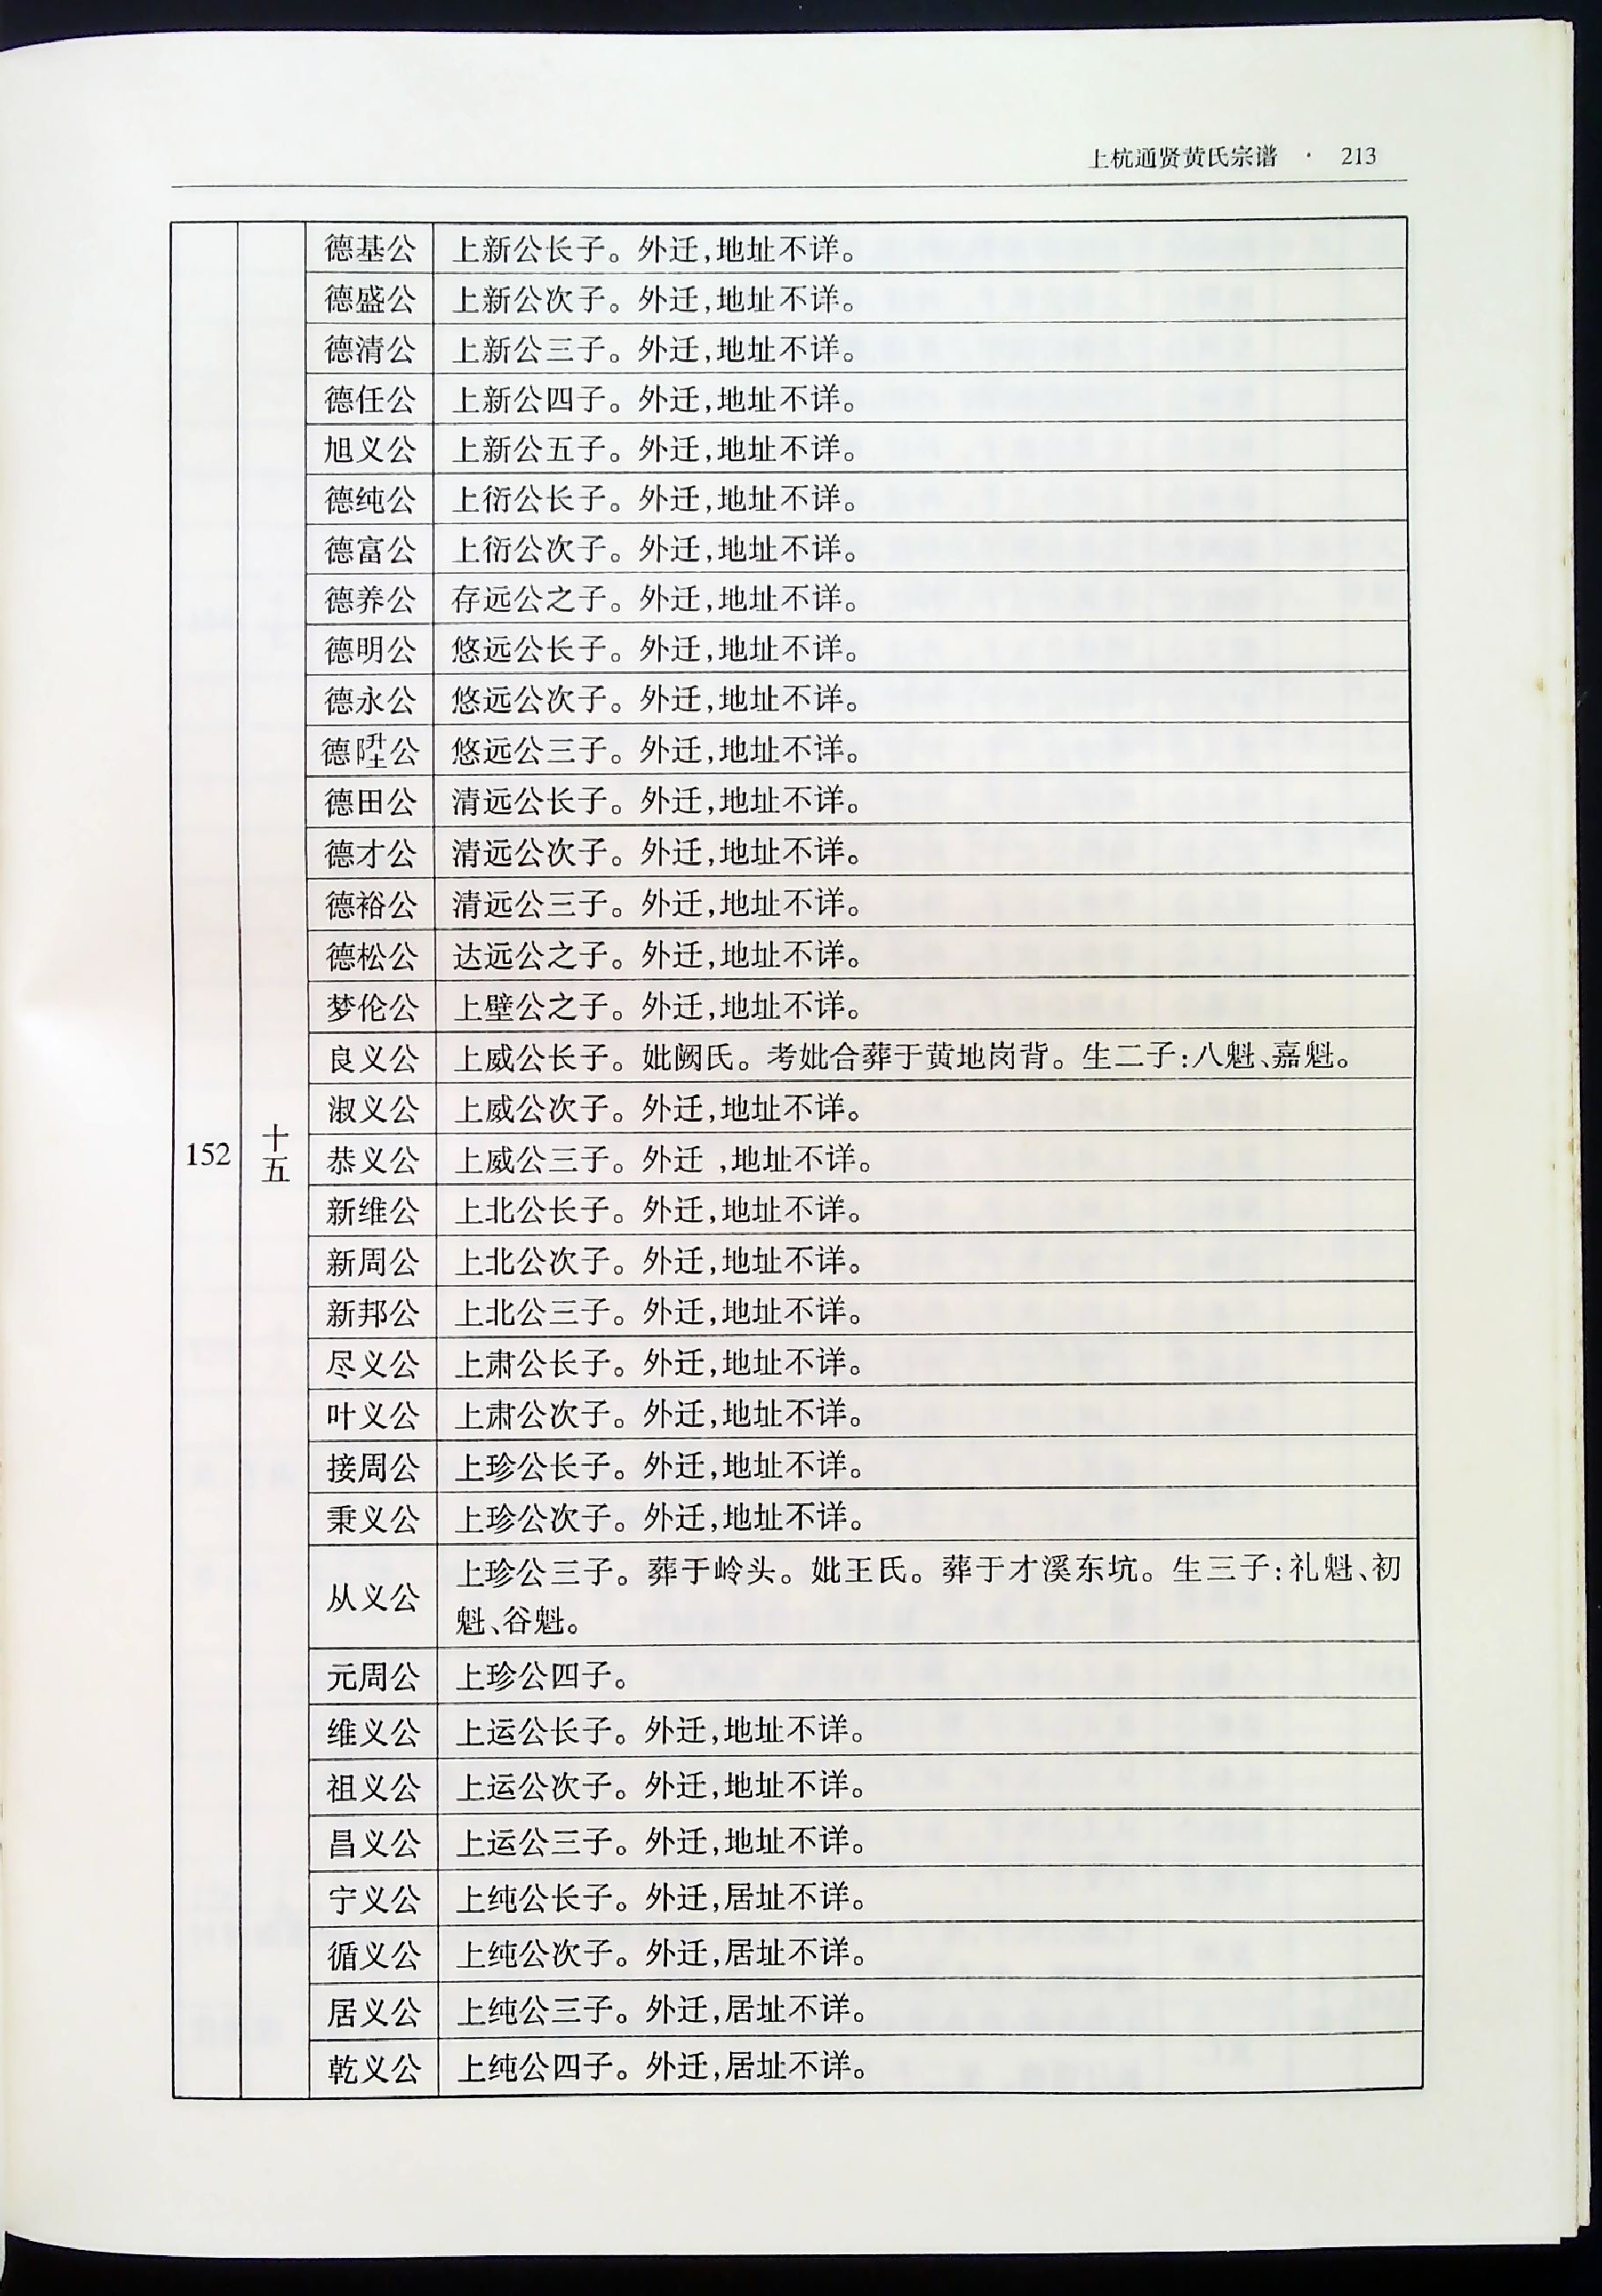 上杭通贤黄氏宗谱 · 213
德基公 上新公长子。外迁,地址不详。
德盛公 上新公次子。外迁,地址不详。
德清公 上新公三子。外迁,地址不详。
德任公 上新公四子。外迁,地址不详。
旭义公 上新公五子。外迁,地址不详。
德纯公 上衍公长子。外迁,地址不详。
德富公 上衍公次子。外迁,地址不详。
德养公 存远公之子。外迁,地址不详。
德明公 悠远公长子。外迁,地址不详。
德永公 悠远公次子。外迁,地址不详。
德陞公 悠远公三子。外迁,地址不详。
德田公 清远公长子。外迁,地址不详。
德才公 清远公次子。外迁,地址不详。
德裕公 清远公三子。外迁,地址不详。
德松公 达远公之子。外迁,地址不详。
梦伦公 上壁公之子。外迁,地址不详。
良义公 上威公长子。妣阙氏。考妣合葬于黄地岗背。生二子:八魁、嘉魁。
淑义公 上威公次子。外迁,地址不详。
152 十五 恭义公 上威公三子。外迁 ,地址不详。
新维公 上北公长子。外迁,地址不详。
新周公 上北公次子。外迁,地址不详。
新邦公 上北公三子。外迁,地址不详。
尽义公 上肃公长子。外迁,地址不详。
叶义公 上肃公次子。外迁,地址不详。
接周公 上珍公长子。外迁,地址不详。
秉义公 上珍公次子。外迁,地址不详。
从义公 上珍公三子。葬于岭头。妣王氏。葬于才溪东坑。生三子:礼魁、初
魁、谷魁。
元周公 上珍公四子。
维义公 上运公长子。外迁,地址不详。
祖义公 上运公次子。外迁,地址不详。
昌义公 上运公三子。外迁,地址不详。
宁义公 上纯公长子。外迁,居址不详。
循义公 上纯公次子。外迁,居址不详。
居义公 上纯公三子。外迁,居址不详。
乾义公 上纯公四子。外迁,居址不详。